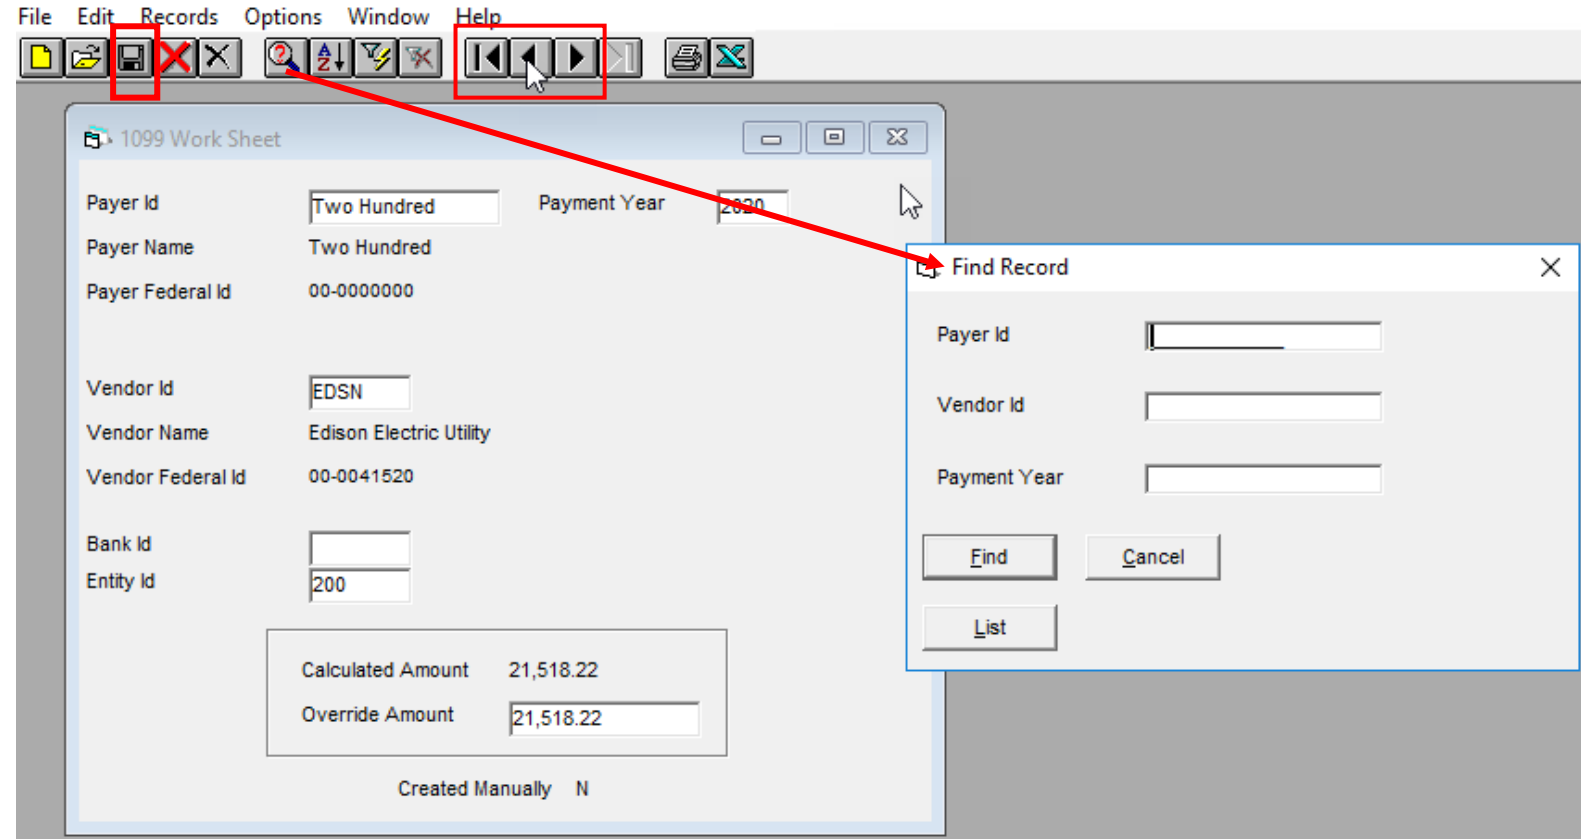 File Edit Records Options Window Help
1099 Work Sheet
Payer Id Two Hundred Payment Year 2020
Payer Name Two Hundred
Payer Federal Id 00-0000000
Vendor Id EDSN
Vendor Name Edison Electric Utility
Vendor Federal Id 00-0041520
Bank Id
Entity Id 200
Calculated Amount 21,518.22
Override Amount 21,518.22
Created Manually N
Find Record
Payer Id
Vendor Id
Payment Year
Find Cancel
List